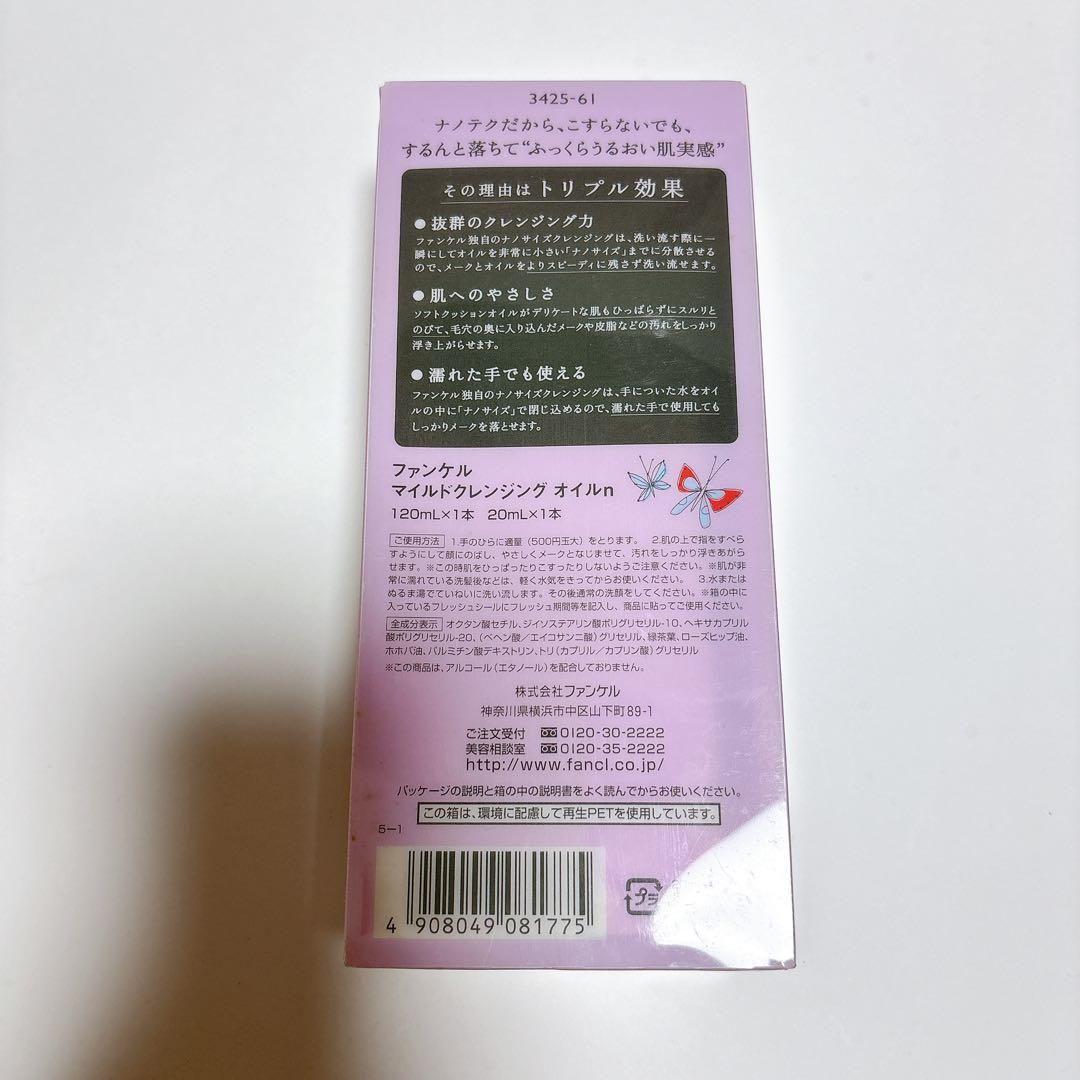 3425-61
ナノテクだから、こすらないでも、
するんと落ちて“ふっくらうるおい肌実感”
その理由はトリプル効果
●抜群のクレンジング力
ファンケル独自のナノサイズクレンジングは、洗い流す際に一
瞬にしてオイルを非常に小さい「ナノサイズ」までに分散させる
ので、メークとオイルをよりスピーディに残さず洗い流せます。
●肌へのやさしさ
ソフトクッションオイルがデリケートな肌もひっぱらずにスルリと
のびて、毛穴の奥に入り込んだメークや皮脂などの汚れをしっかり
浮き上がらせます。
●濡れた手でも使える
ファンケル独自のナノサイズクレンジングは、手についた水をオイ
ルの中に「ナノサイズ」で閉じ込めるので、濡れた手で使用しても
しっかりメークを落とせます。
ファンケル
マイルドクレンジング オイルn
120mL×1本 20mL×1本
ご使用方法 1.手のひらに適量（500円玉大）をとります。 2.肌の上で指をすべら
すようにして顔にのばし、やさしくメークとなじませて、汚れをしっかり浮きあがら
せます。※この時肌をひっぱったりこすったりしないようご注意ください。※肌が非
常に濡れている洗髪後などは、軽く水気をきってからお使いください。 3.水または
ぬるま湯でていねいに洗い流します。その後通常の洗顔をしてください。※箱の中に
入っているフレッシュシールにフレッシュ期間等を記入し、商品に貼ってご使用ください。
全成分表示 オクタン酸セチル、ジイソステアリン酸ポリグリセリル-10、ヘキサカプリル
酸ポリグリセリル-20、（ベヘン酸／エイコサン二酸）グリセリル、緑茶葉、ローズヒップ油、
ホホバ油、パルミチン酸デキストリン、トリ（カプリル／カプリン酸）グリセリル
※この商品は、アルコール（エタノール）を配合しておりません。
株式会社ファンケル
神奈川県横浜市中区山下町89-1
ご注文受付 0120-30-2222
美容相談室 0120-35-2222
http://www.fancl.co.jp/
パッケージの説明と箱の中の説明書をよく読んでからお使いください。
この箱は、環境に配慮して再生PETを使用しています。
5-1
4 908049 081775
プラ